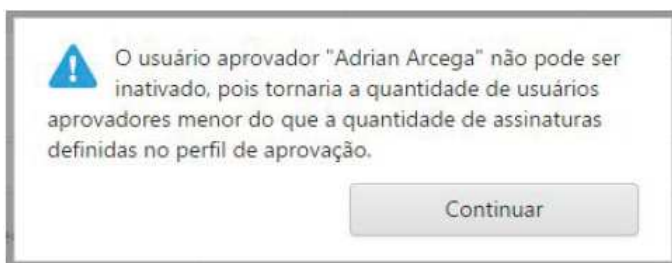 O usuário aprovador "Adrian Arcega" não pode ser
inativado, pois tornaria a quantidade de usuários
aprovadores menor do que a quantidade de assinaturas
definidas no perfil de aprovação.
Continuar